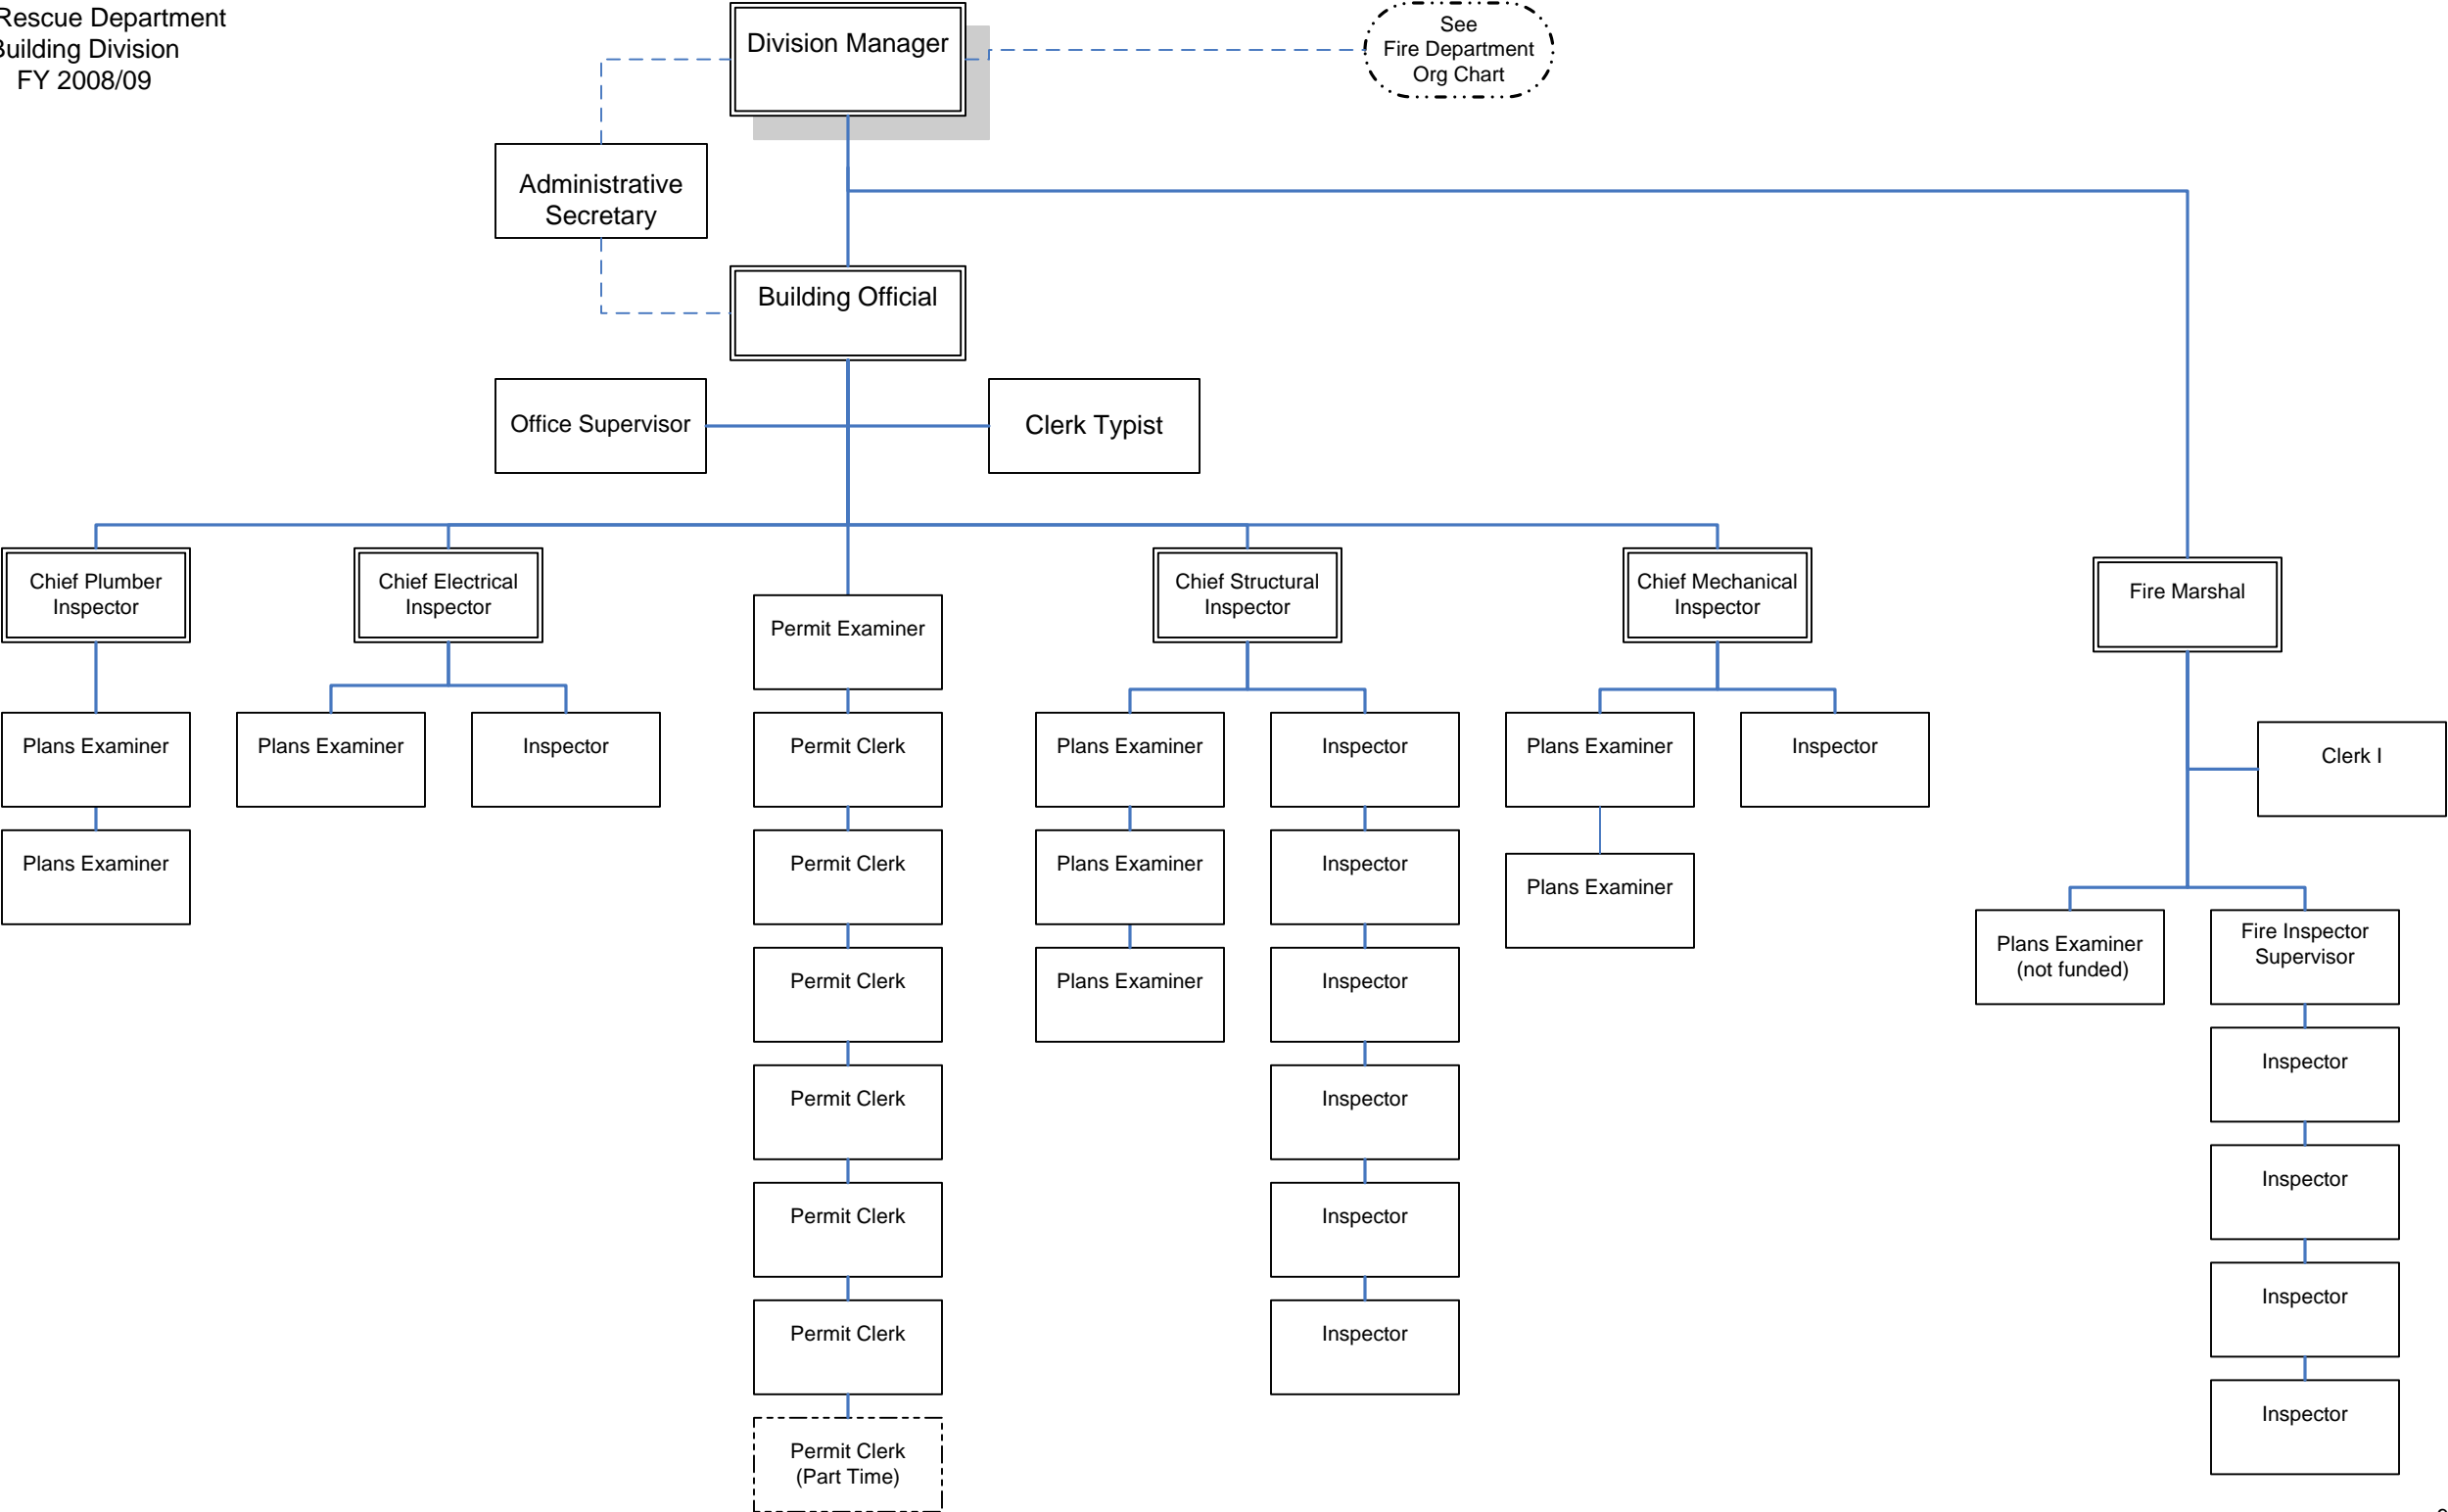 Rescue Department
Building Division
FY 2008/09
Division Manager
See
Fire Department
Org Chart
Administrative
Secretary
Building Official
Office Supervisor
Clerk Typist
Chief Plumber
Inspector
Chief Electrical
Inspector
Permit Examiner
Chief Structural
Inspector
Chief Mechanical
Inspector
Fire Marshal
Plans Examiner
Plans Examiner
Inspector
Permit Clerk
Plans Examiner
Inspector
Plans Examiner
Inspector
Clerk I
Plans Examiner
Permit Clerk
Plans Examiner
Inspector
Plans Examiner
Permit Clerk
Plans Examiner
Inspector
Plans Examiner
(not funded)
Fire Inspector
Supervisor
Permit Clerk
Inspector
Inspector
Permit Clerk
Inspector
Inspector
Permit Clerk
Inspector
Inspector
Permit Clerk
(Part Time)
Inspector